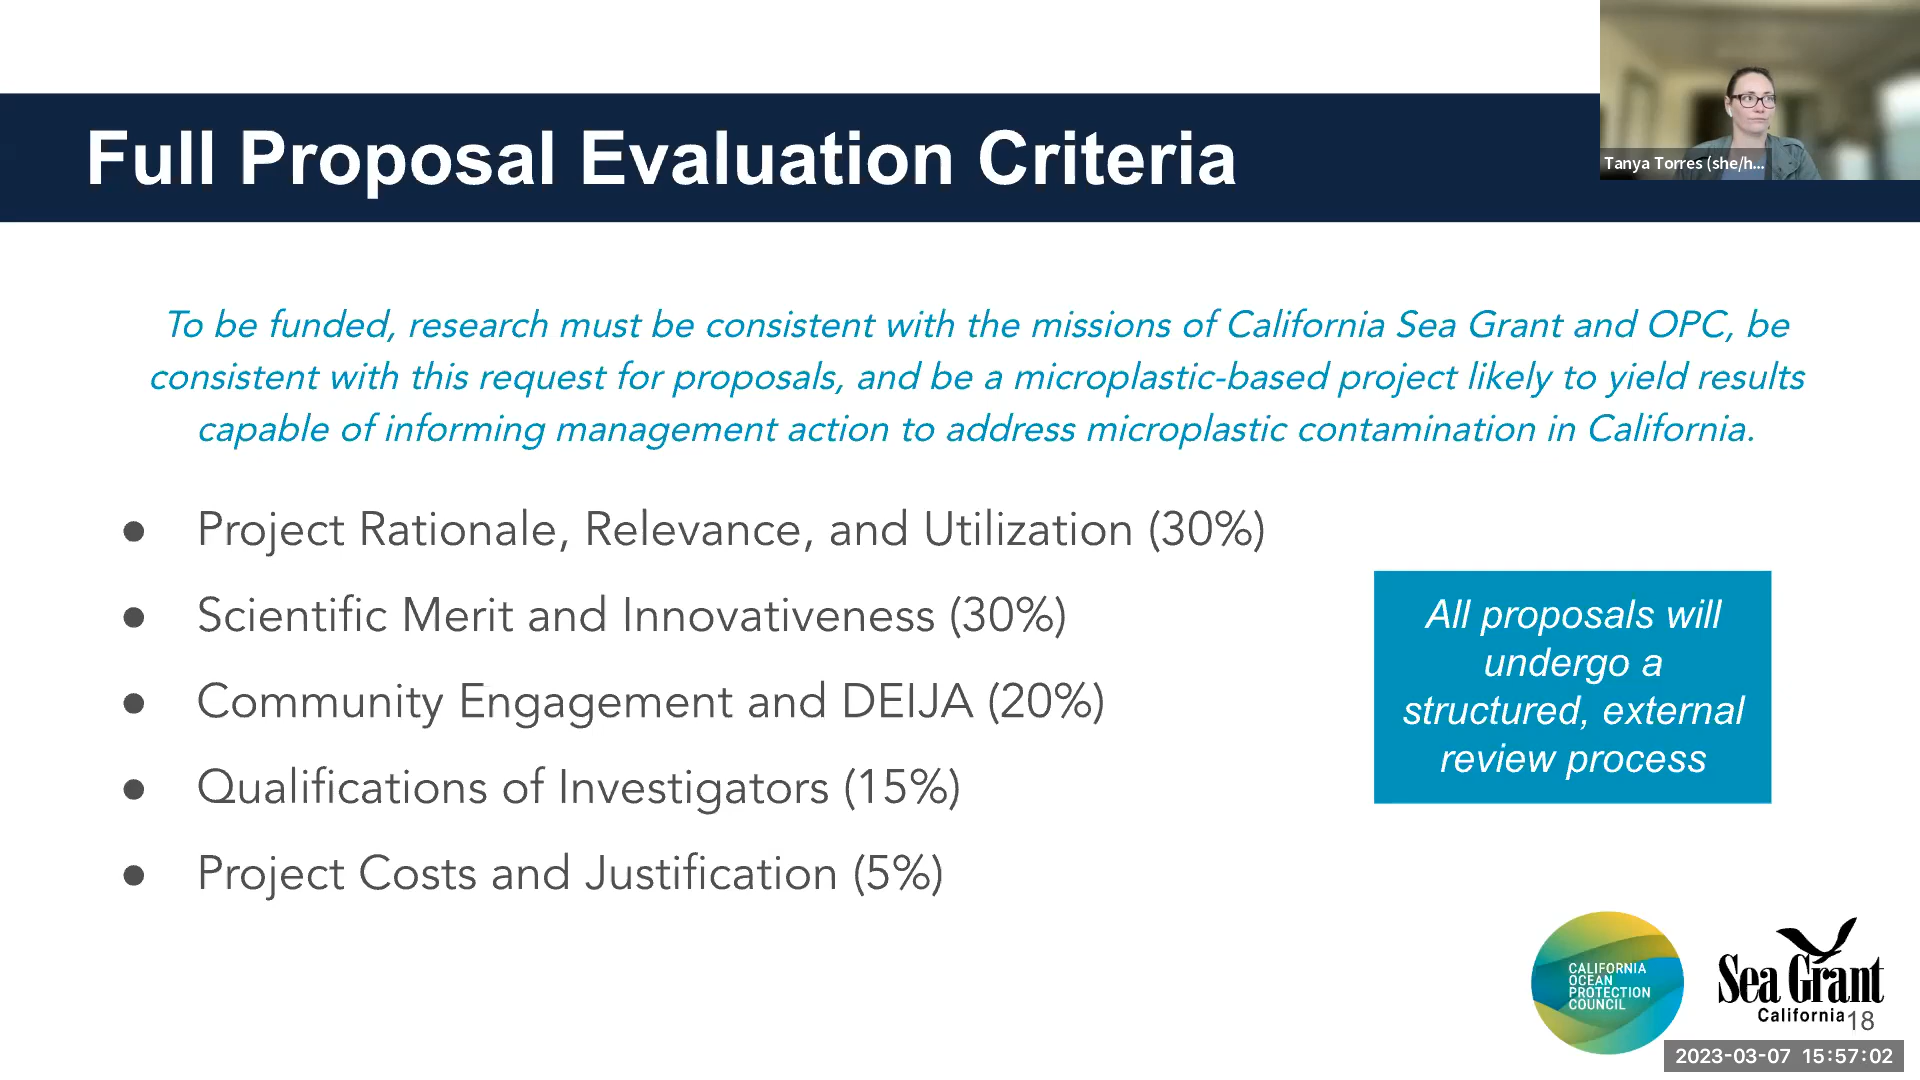 Full Proposal Evaluation Criteria
Tanya Torres (she/h...
To be funded, research must be consistent with the missions of California Sea Grant and OPC, be
consistent with this request for proposals, and be a microplastic-based project likely to yield results
capable of informing management action to address microplastic contamination in California.
● Project Rationale, Relevance, and Utilization (30%)
● Scientific Merit and Innovativeness (30%)
● Community Engagement and DEIJA (20%)
● Qualifications of Investigators (15%)
● Project Costs and Justification (5%)
All proposals will
undergo a
structured, external
review process
CALIFORNIA
OCEAN
PROTECTION
COUNCIL
Sea Grant
California
18
2023-03-07 15:57:02